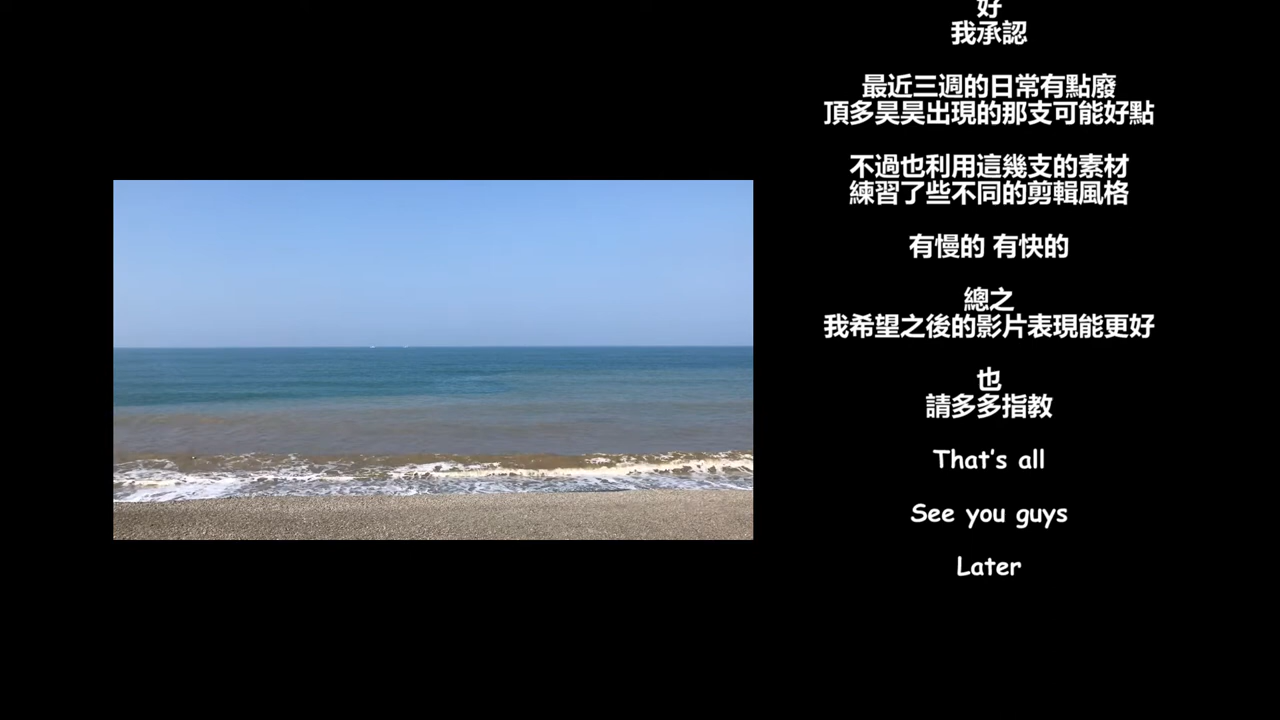 好
我承認
最近三週的日常有點廢
頂多昊昊出現的那支可能好點
不過也利用這幾支的素材
練習了些不同的剪輯風格
有慢的 有快的
總之
我希望之後的影片表現能更好
也
請多多指教
That's all
See you guys
Later